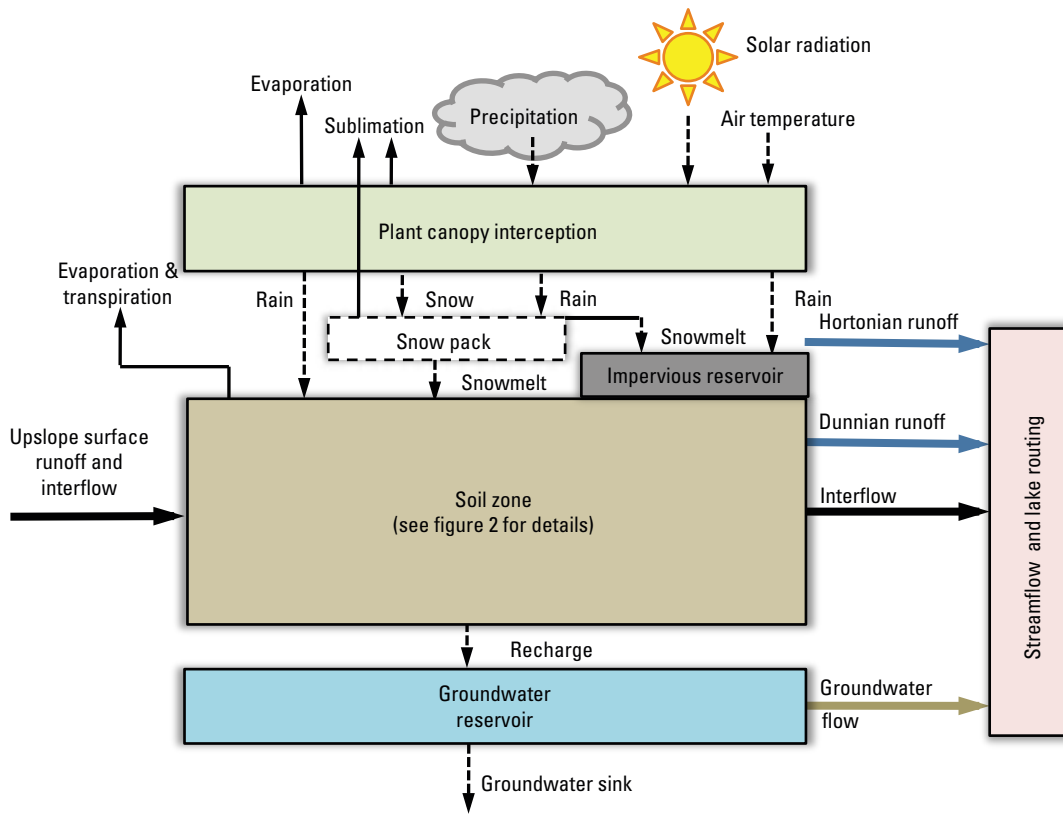 Solar radiation
Evaporation
Sublimation
Precipitation
Air temperature
Plant canopy interception
Evaporation &
transpiration
Rain
Snow
Rain
Rain
Snow pack
Snowmelt
Hortonian runoff
Snowmelt
Impervious reservoir
Upslope surface
runoff and
interflow
Dunnian runoff
Soil zone
(see figure 2 for details)
Interflow
Streamflow and lake routing
Recharge
Groundwater
reservoir
Groundwater
flow
Groundwater sink